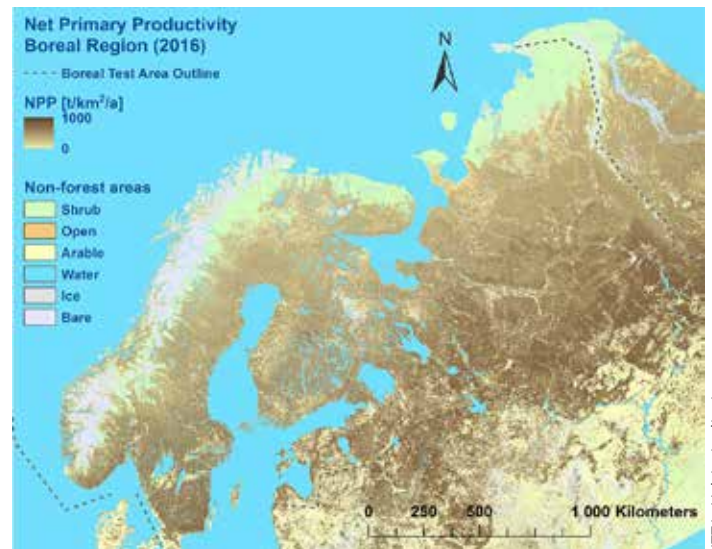 Net Primary Productivity
Boreal Region (2016)
Boreal Test Area Outline
NPP [t/km²/a]
1000
0
Non-forest areas
Shrub
Open
Arable
Water
Ice
Bare
N
0 250 500 1 000 Kilometers